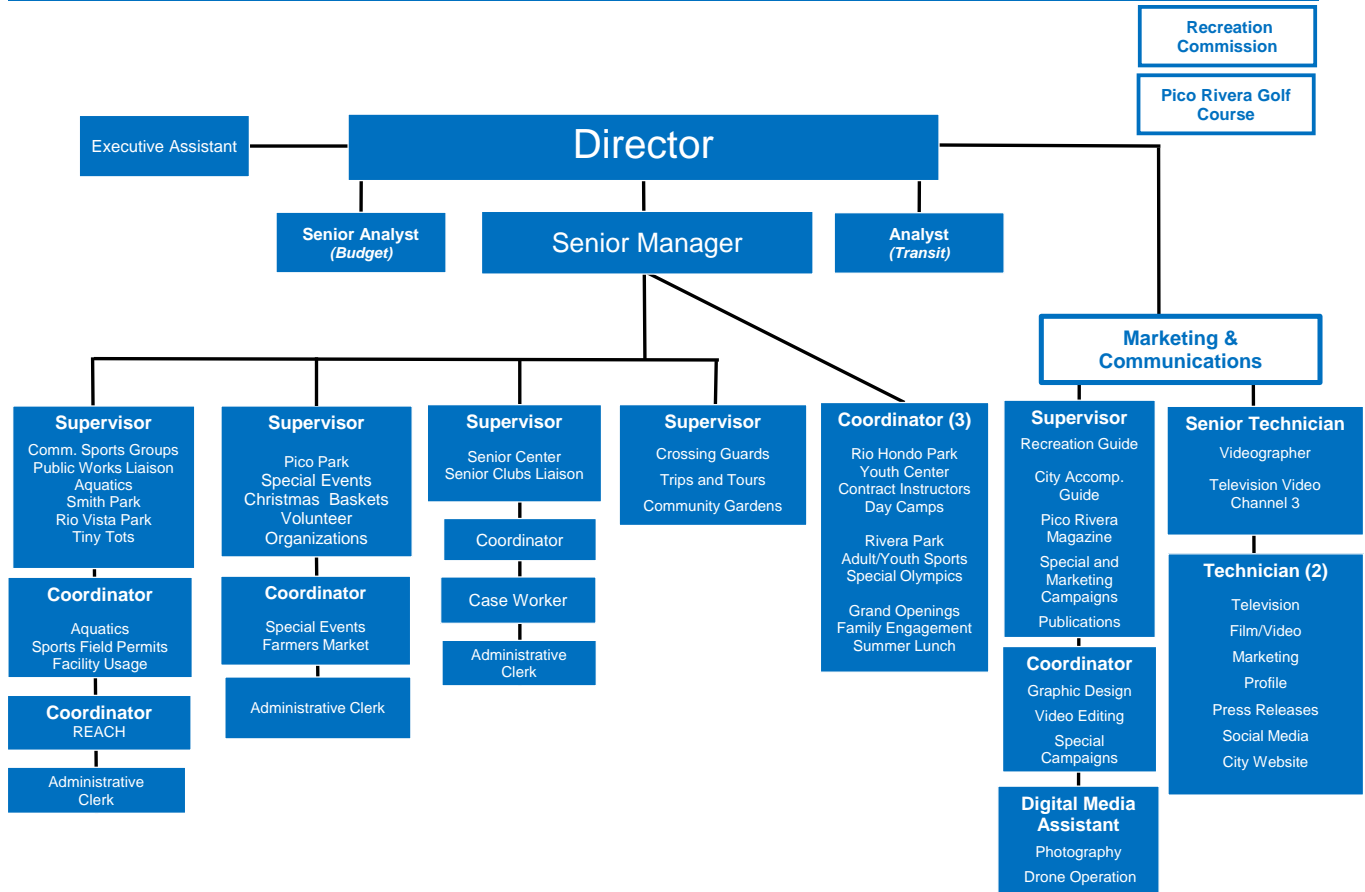 Recreation
Commission
Pico Rivera Golf
Course
Executive Assistant
Director
Senior Analyst
(Budget)
Senior Manager
Analyst
(Transit)
Marketing &
Communications
Supervisor
Comm. Sports Groups
Public Works Liaison
Aquatics
Smith Park
Rio Vista Park
Tiny Tots
Coordinator
Aquatics
Sports Field Permits
Facility Usage
Coordinator
REACH
Administrative
Clerk
Supervisor
Pico Park
Special Events
Christmas Baskets
Volunteer
Organizations
Coordinator
Special Events
Farmers Market
Administrative Clerk
Supervisor
Senior Center
Senior Clubs Liaison
Coordinator
Case Worker
Administrative
Clerk
Supervisor
Crossing Guards
Trips and Tours
Community Gardens
Coordinator (3)
Rio Hondo Park
Youth Center
Contract Instructors
Day Camps
Rivera Park
Adult/Youth Sports
Special Olympics
Grand Openings
Family Engagement
Summer Lunch
Supervisor
Recreation Guide
City Accomp.
Guide
Pico Rivera
Magazine
Special and
Marketing
Campaigns
Publications
Coordinator
Graphic Design
Video Editing
Special
Campaigns
Digital Media
Assistant
Photography
Drone Operation
Senior Technician
Videographer
Television Video
Channel 3
Technician (2)
Television
Film/Video
Marketing
Profile
Press Releases
Social Media
City Website